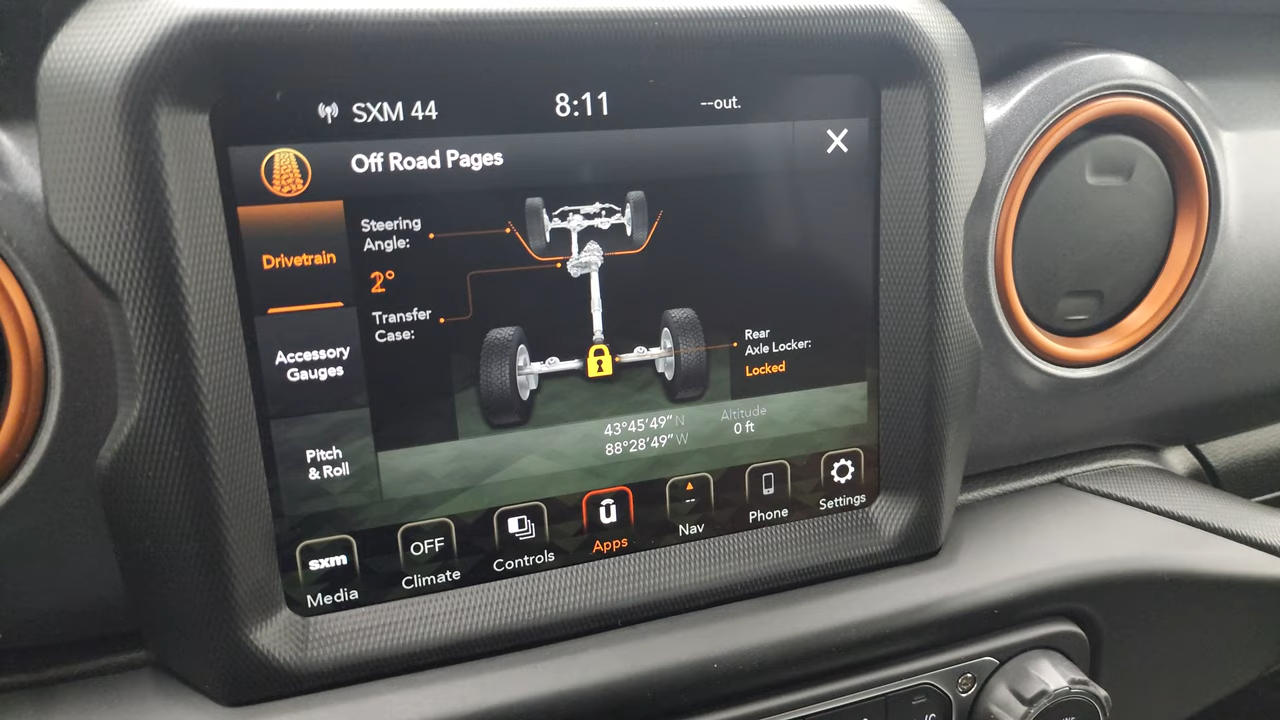 SXM 44
8:11
--out.
Off Road Pages
Drivetrain
Accessory
Gauges
Pitch
& Roll
Steering
Angle:
2°
Transfer
Case:
Rear
Axle Locker:
Locked
43°45'49" N
88°28'49" W
Altitude
0 ft
sxm
Media
OFF
Climate
Controls
Apps
--
Nav
Phone
Settings